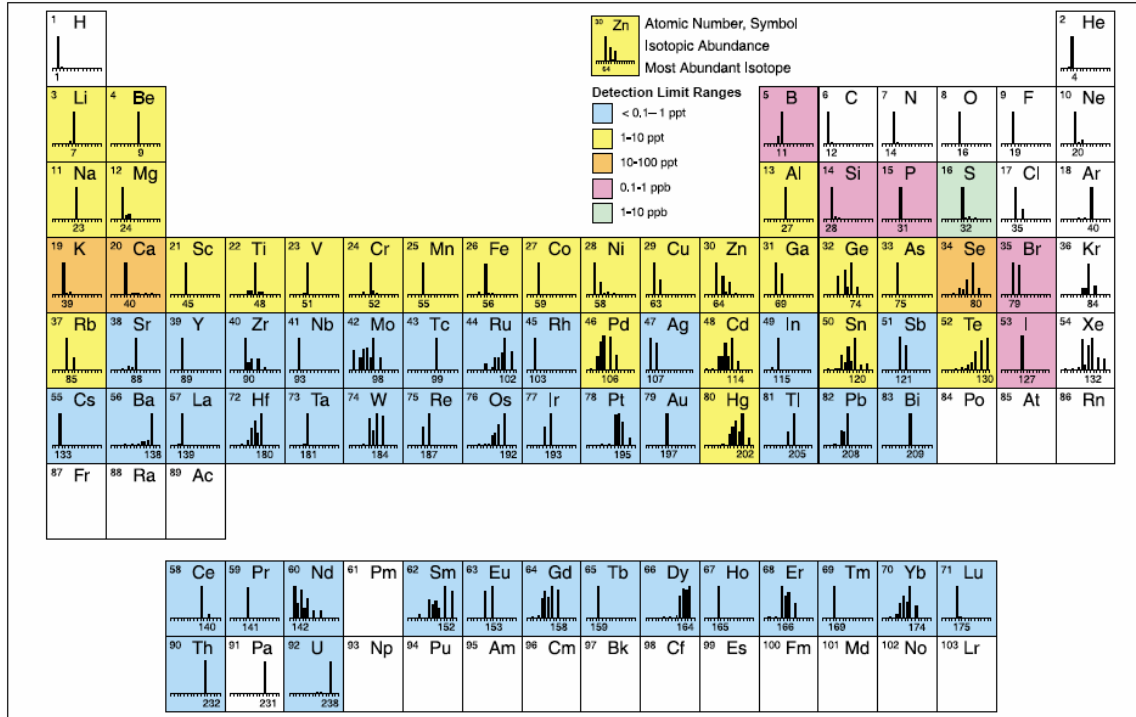 1 H
1
30 Zn
64
Atomic Number, Symbol
Isotopic Abundance
Most Abundant Isotope
2 He
4
3 Li
7
4 Be
9
Detection Limit Ranges
< 0.1– 1 ppt
1-10 ppt
10-100 ppt
0.1-1 ppb
1-10 ppb
5 B
11
6 C
12
7 N
14
8 O
16
9 F
19
10 Ne
20
11 Na
23
12 Mg
24
13 Al
27
14 Si
28
15 P
31
16 S
32
17 Cl
35
18 Ar
40
19 K
39
20 Ca
40
21 Sc
45
22 Ti
48
23 V
51
24 Cr
52
25 Mn
55
26 Fe
56
27 Co
59
28 Ni
58
29 Cu
63
30 Zn
64
31 Ga
69
32 Ge
74
33 As
75
34 Se
80
35 Br
79
36 Kr
84
37 Rb
85
38 Sr
88
39 Y
89
40 Zr
90
41 Nb
93
42 Mo
98
43 Tc
99
44 Ru
102
45 Rh
103
46 Pd
106
47 Ag
107
48 Cd
114
49 In
115
50 Sn
120
51 Sb
121
52 Te
130
53 I
127
54 Xe
132
55 Cs
133
56 Ba
138
57 La
139
72 Hf
180
73 Ta
181
74 W
184
75 Re
187
76 Os
192
77 Ir
193
78 Pt
195
79 Au
197
80 Hg
202
81 Tl
205
82 Pb
208
83 Bi
209
84 Po
85 At
86 Rn
87 Fr
88 Ra
89 Ac
58 Ce
140
59 Pr
141
60 Nd
142
61 Pm
62 Sm
152
63 Eu
153
64 Gd
158
65 Tb
159
66 Dy
164
67 Ho
165
68 Er
166
69 Tm
169
70 Yb
174
71 Lu
175
90 Th
232
91 Pa
231
92 U
238
93 Np
94 Pu
95 Am
96 Cm
97 Bk
98 Cf
99 Es
100 Fm
101 Md
102 No
103 Lr